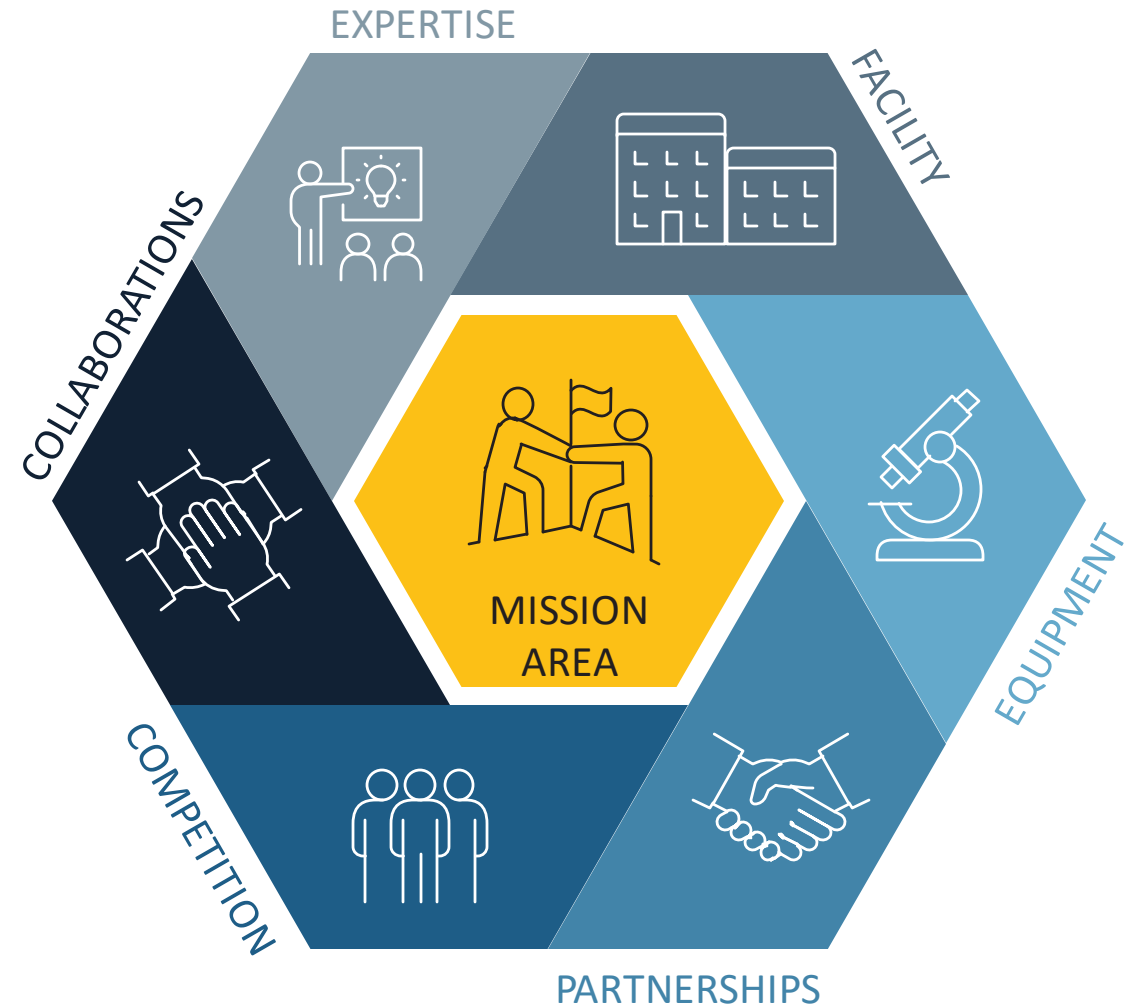 EXPERTISE
FACILITY
COLLABORATIONS
MISSION
AREA
EQUIPMENT
COMPETITION
PARTNERSHIPS